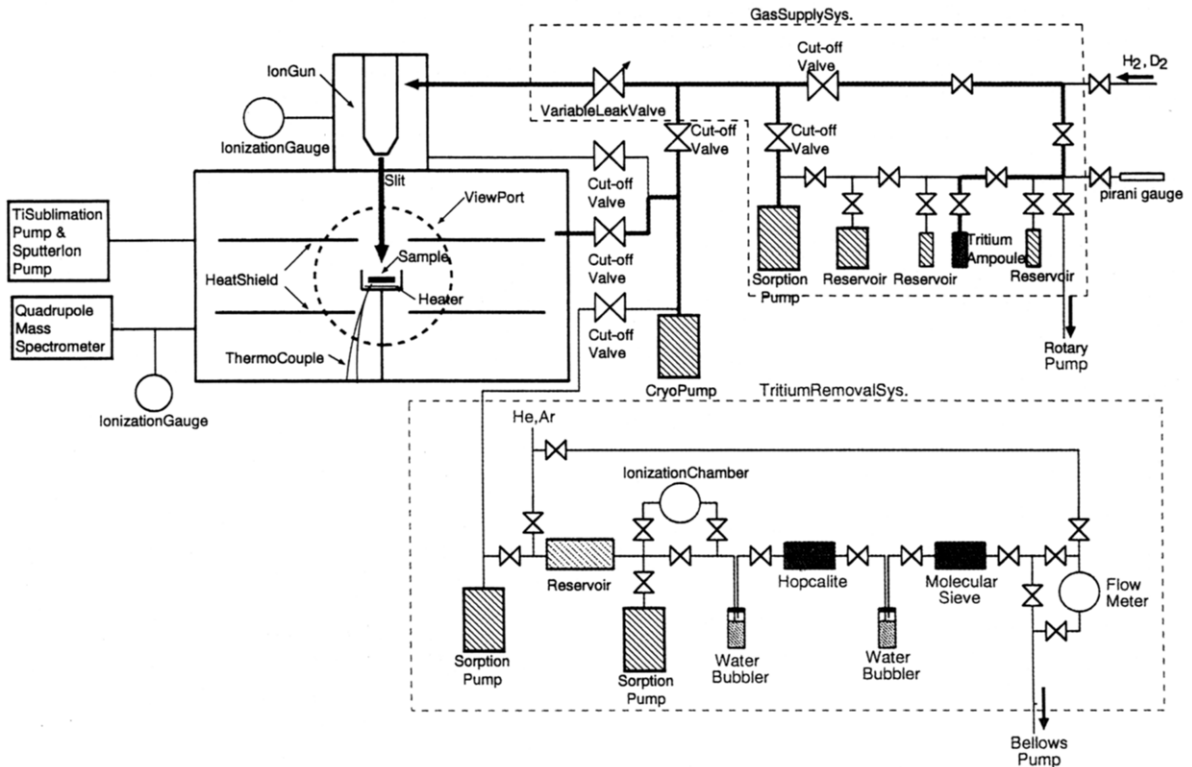 GasSupplySys.
Cut-off
Valve
H2, D2
IonGun
VariableLeakValve
Cut-off
Valve
Cut-off
Valve
IonizationGauge
Slit
Cut-off
Valve
pirani gauge
ViewPort
TiSublimation
Pump &
SputterIon
Pump
Sample
Cut-off
Valve
Tritium
Ampoule
HeatShield
Sorption
Pump
Reservoir
Reservoir
Reservoir
Heater
Quadrupole
Mass
Spectrometer
Cut-off
Valve
ThermoCouple
Rotary
Pump
CryoPump
IonizationGauge
TritiumRemovalSys.
He,Ar
IonizationChamber
Reservoir
Hopcalite
Molecular
Sieve
Flow
Meter
Sorption
Pump
Sorption
Pump
Water
Bubbler
Water
Bubbler
Bellows
Pump